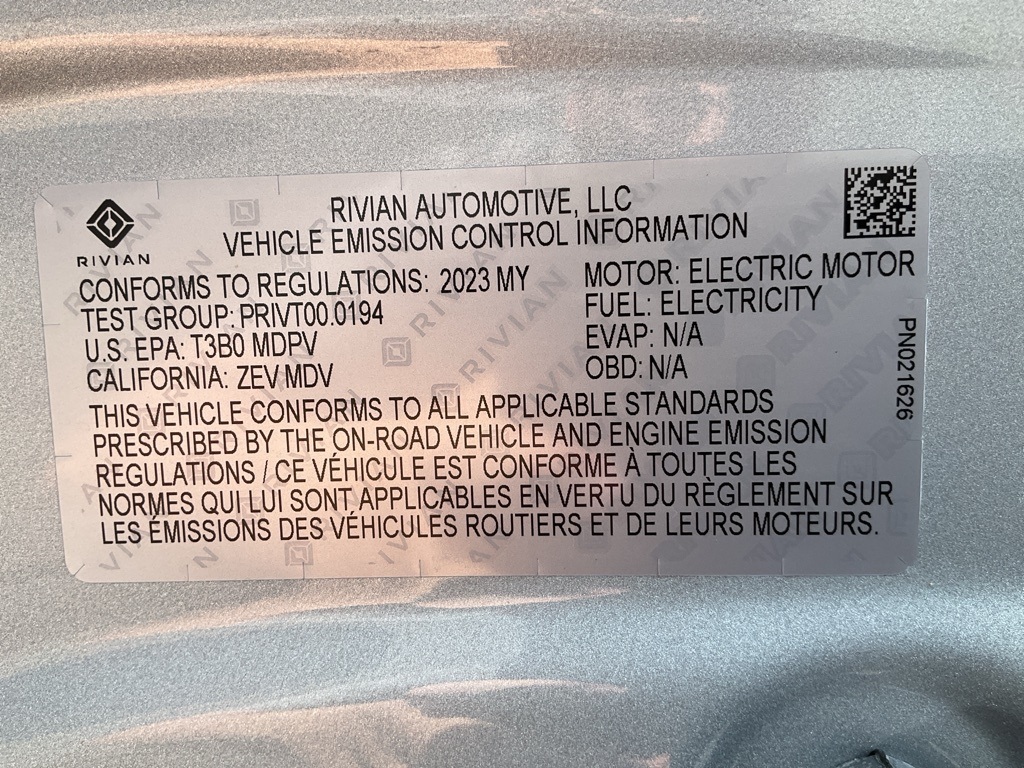 RIVIAN
RIVIAN AUTOMOTIVE, LLC
VEHICLE EMISSION CONTROL INFORMATION
CONFORMS TO REGULATIONS: 2023 MY
TEST GROUP: PRIVT00.0194
U.S. EPA: T3B0 MDPV
CALIFORNIA: ZEV MDV
MOTOR: ELECTRIC MOTOR
FUEL: ELECTRICITY
EVAP: N/A
OBD: N/A
PN021626
THIS VEHICLE CONFORMS TO ALL APPLICABLE STANDARDS
PRESCRIBED BY THE ON-ROAD VEHICLE AND ENGINE EMISSION
REGULATIONS / CE VÉHICULE EST CONFORME À TOUTES LES
NORMES QUI LUI SONT APPLICABLES EN VERTU DU RÈGLEMENT SUR
LES ÉMISSIONS DES VÉHICULES ROUTIERS ET DE LEURS MOTEURS.